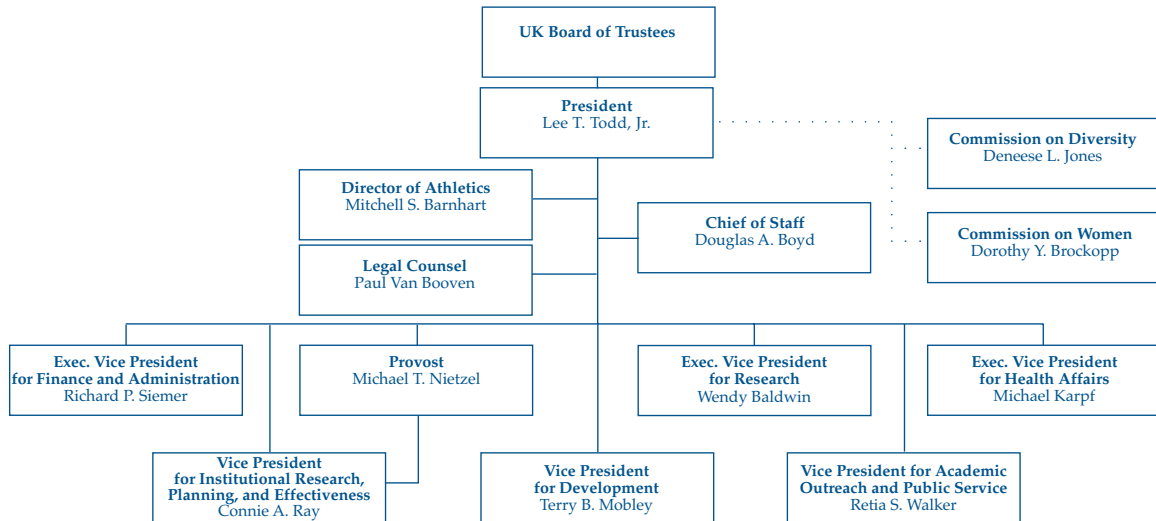 UK Board of Trustees
President
Lee T. Todd, Jr.
Commission on Diversity
Deneese L. Jones
Director of Athletics
Mitchell S. Barnhart
Chief of Staff
Douglas A. Boyd
Commission on Women
Dorothy Y. Brockopp
Legal Counsel
Paul Van Booven
Exec. Vice President
for Finance and Administration
Richard P. Siemer
Provost
Michael T. Nietzel
Exec. Vice President
for Research
Wendy Baldwin
Exec. Vice President
for Health Affairs
Michael Karpf
Vice President
for Institutional Research,
Planning, and Effectiveness
Connie A. Ray
Vice President
for Development
Terry B. Mobley
Vice President for Academic
Outreach and Public Service
Retia S. Walker